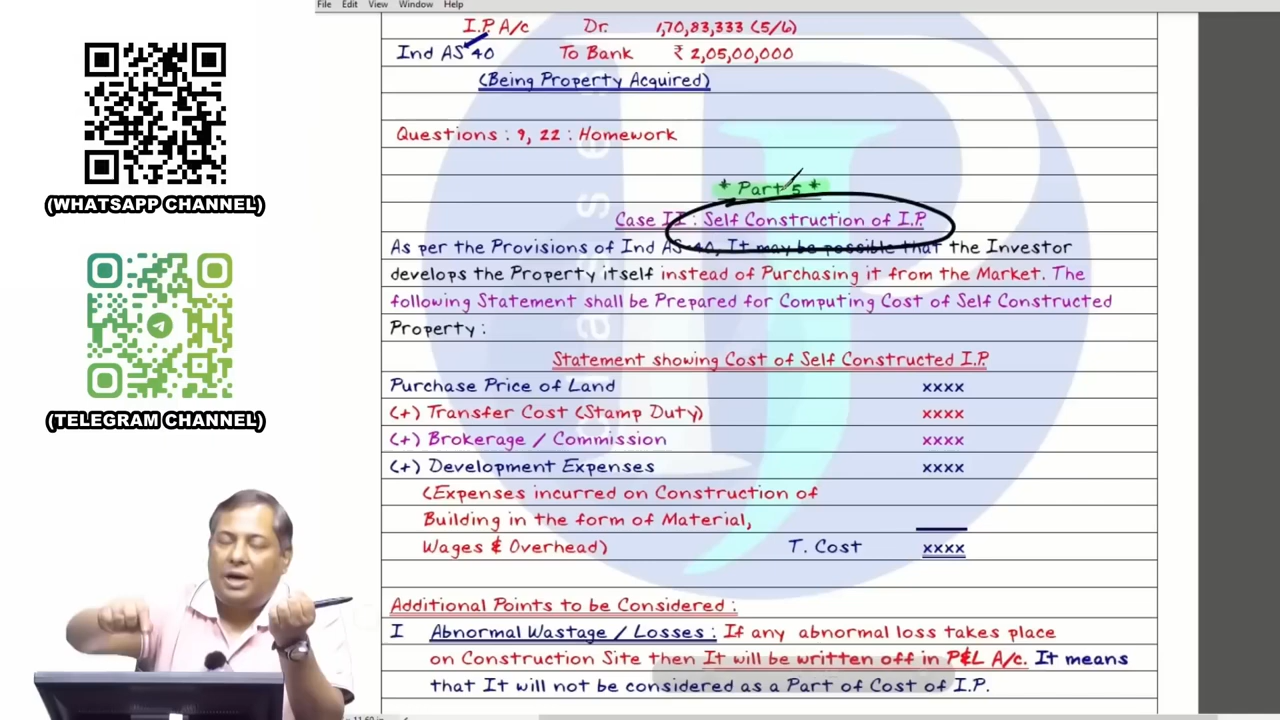 File Edit View Window Help
I.P. A/c Dr. 1,70,83,333 (5/6)
Ind AS 40 To Bank ₹ 2,05,00,000
(Being Property Acquired)
Questions : 9, 22 : Homework
* Part 5 *
Case II : Self Construction of I.P.
As per the Provisions of Ind AS-40, It may be possible that the Investor
develops the Property itself instead of Purchasing it from the Market. The
following Statement shall be Prepared for Computing Cost of Self Constructed
Property :
Statement showing Cost of Self Constructed I.P.
Purchase Price of Land xxxx
(+) Transfer Cost (Stamp Duty) xxxx
(+) Brokerage / Commission xxxx
(+) Development Expenses xxxx
(Expenses incurred on Construction of
Building in the form of Material,
Wages & Overhead) T. Cost xxxx
Additional Points to be Considered :
I Abnormal Wastage / Losses : If any abnormal loss takes place
on Construction Site then It will be written off in P&L A/c. It means
that It will not be considered as a Part of Cost of I.P.
(WHATSAPP CHANNEL)
(TELEGRAM CHANNEL)